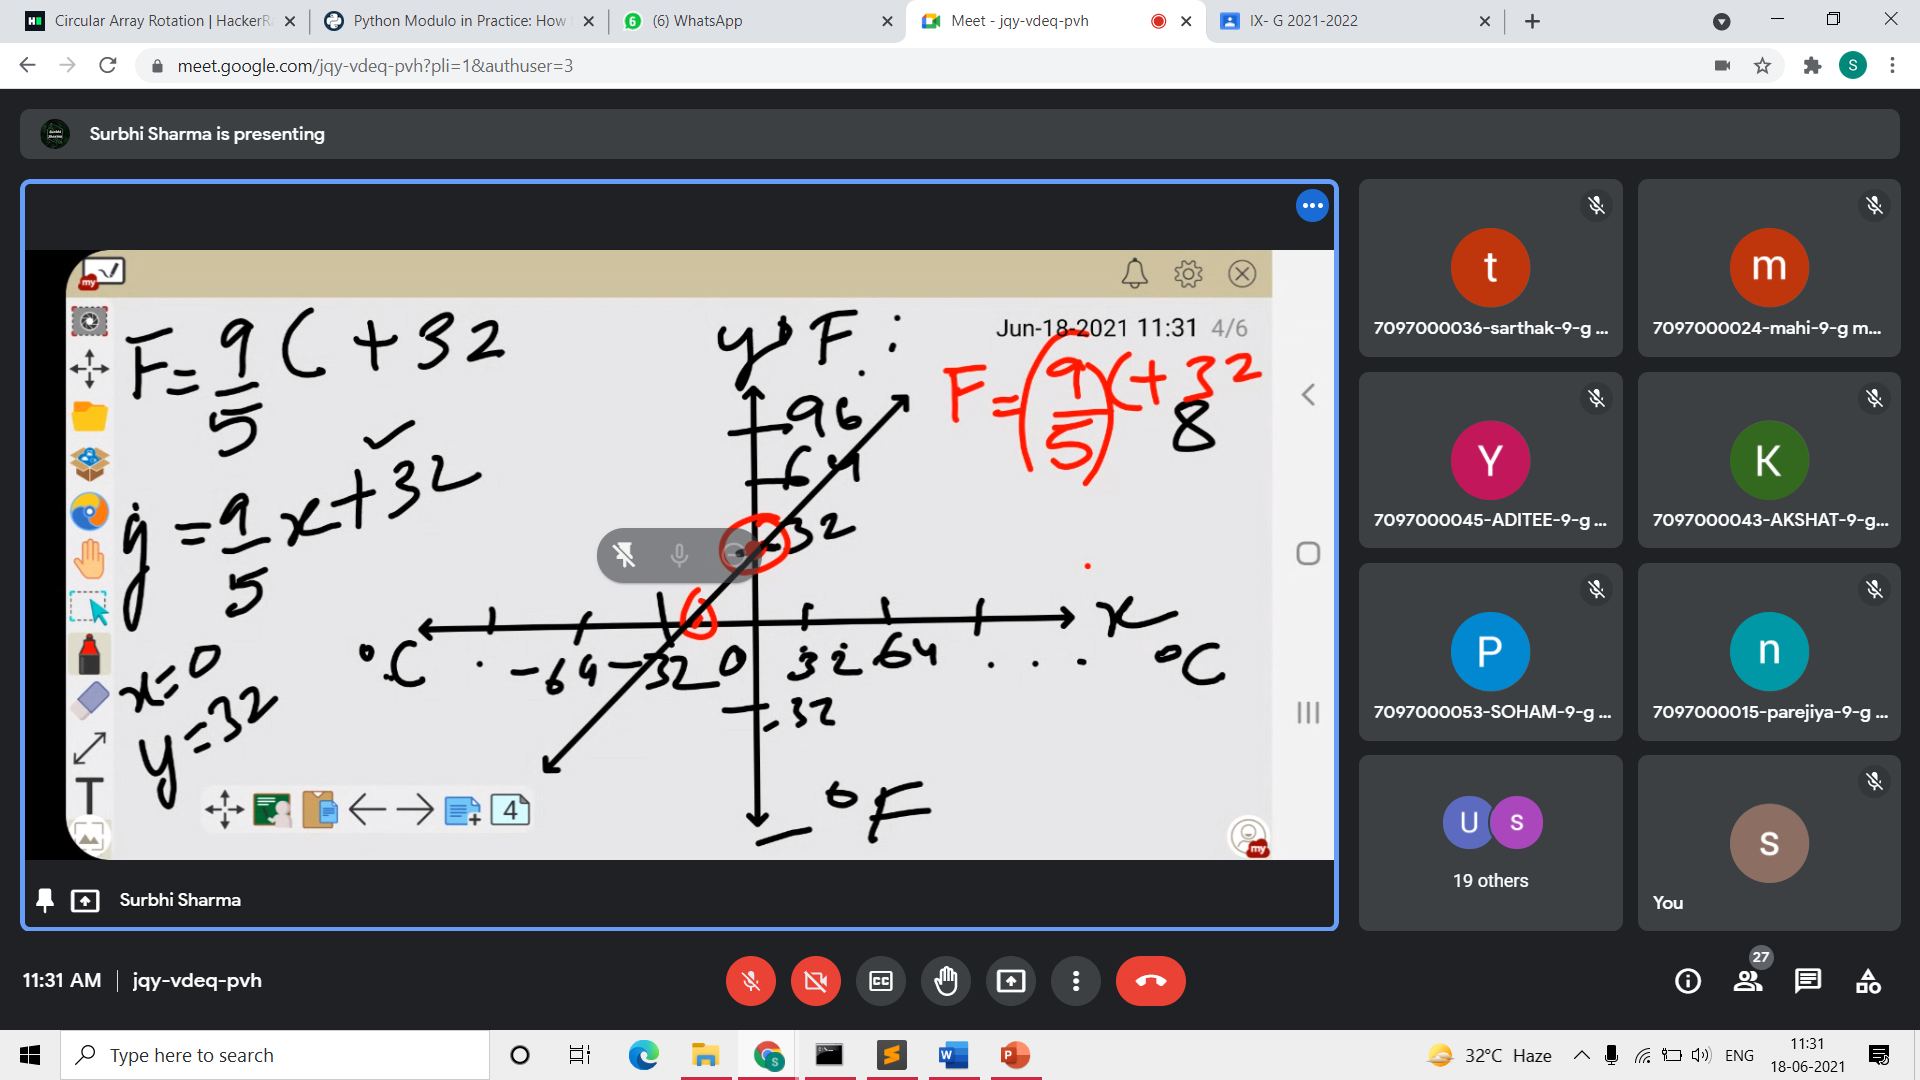 Circular Array Rotation | HackerR
Python Modulo in Practice: How
(6) WhatsApp
Meet - jqy-vdeq-pvh
IX- G 2021-2022
meet.google.com/jqy-vdeq-pvh?pli=1&authuser=3
S
Surbhi Sharma is presenting
my
Jun-18-2021 11:31 4/6
F = 9/5 C + 32
y → F :
F = (9/5) C + 32
8
96
64
32
y = 9/5 x + 32
x = 0
y = 32
°C
-64 -32 0 32 64 . . .
x
°C
-32
°F
T
4
my
Surbhi Sharma
t
7097000036-sarthak-9-g ...
m
7097000024-mahi-9-g m...
Y
7097000045-ADITEE-9-g ...
K
7097000043-AKSHAT-9-g...
P
7097000053-SOHAM-9-g ...
n
7097000015-parejiya-9-g ...
U S
19 others
s
You
11:31 AM | jqy-vdeq-pvh
CC
27
Type here to search
32°C Haze
ENG
11:31
18-06-2021